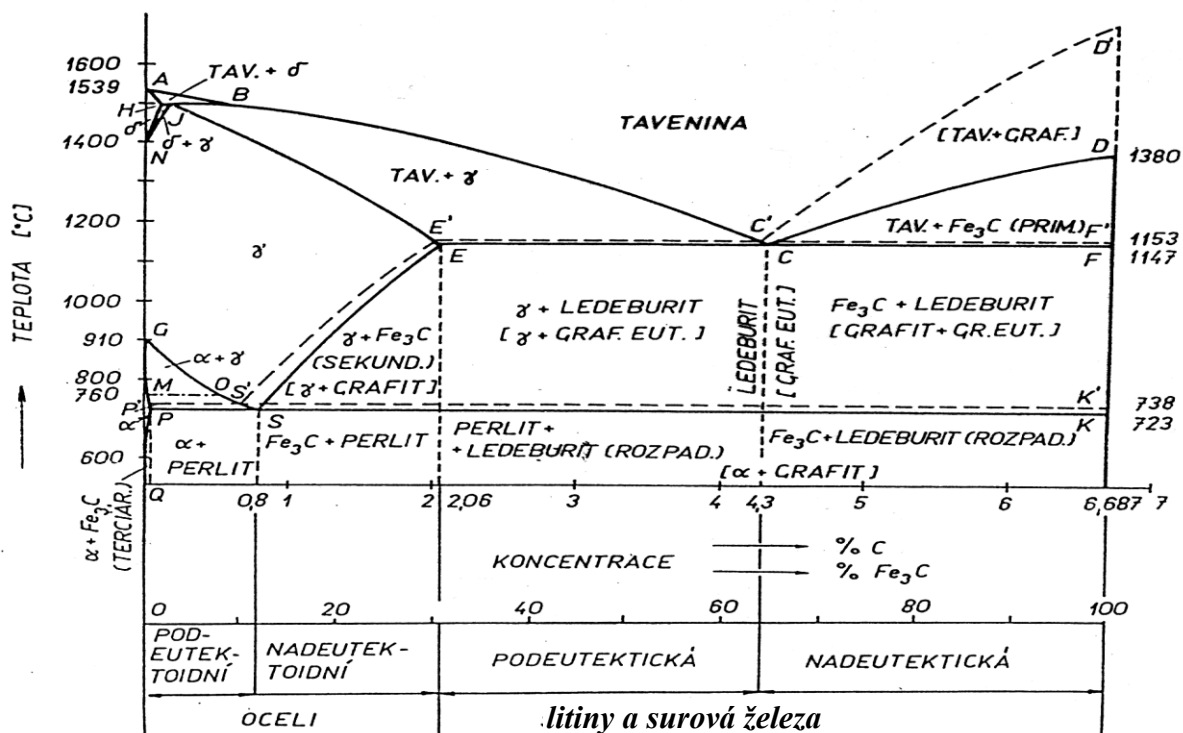 TEPLOTA [°C]
1600
1539
1400
1200
1000
910
800
760
600
A
H
δ
N
J
B
TAV. + δ
δ + γ
TAVENINA
TAV. + γ
[TAV.+GRAF.]
D'
D
1380
TAV. + Fe₃C (PRIM.)
F'
1153
F
1147
E'
E
C'
C
γ
G
α + γ
M
O
S'
P'
P
α
S
γ + Fe₃C
(SEKUND.)
[γ + GRAFIT]
γ + LEDEBURIT
[γ + GRAF. EUT.]
LEDEBURIT
[GRAF. EUT.]
Fe₃C + LEDEBURIT
[GRAFIT + GR. EUT.]
K'
738
K
723
α +
PERLIT
Fe₃C + PERLIT
PERLIT +
+ LEDEBURIT (ROZPAD.)
Fe₃C + LEDEBURIT (ROZPAD.)
[α + GRAFIT]
Q
0,8
1
2
2,06
3
4
4,3
5
6
6,687
7
α + Fe₃C
(TERCIÁR.)
KONCENTRACE
% C
% Fe₃C
0
20
40
60
80
100
POD-
EUTEK-
TOIDNÍ
NADEUTEK-
TOIDNÍ
PODEUTEKTICKÁ
NADEUTEKTICKÁ
OCELI
litiny a surová železa